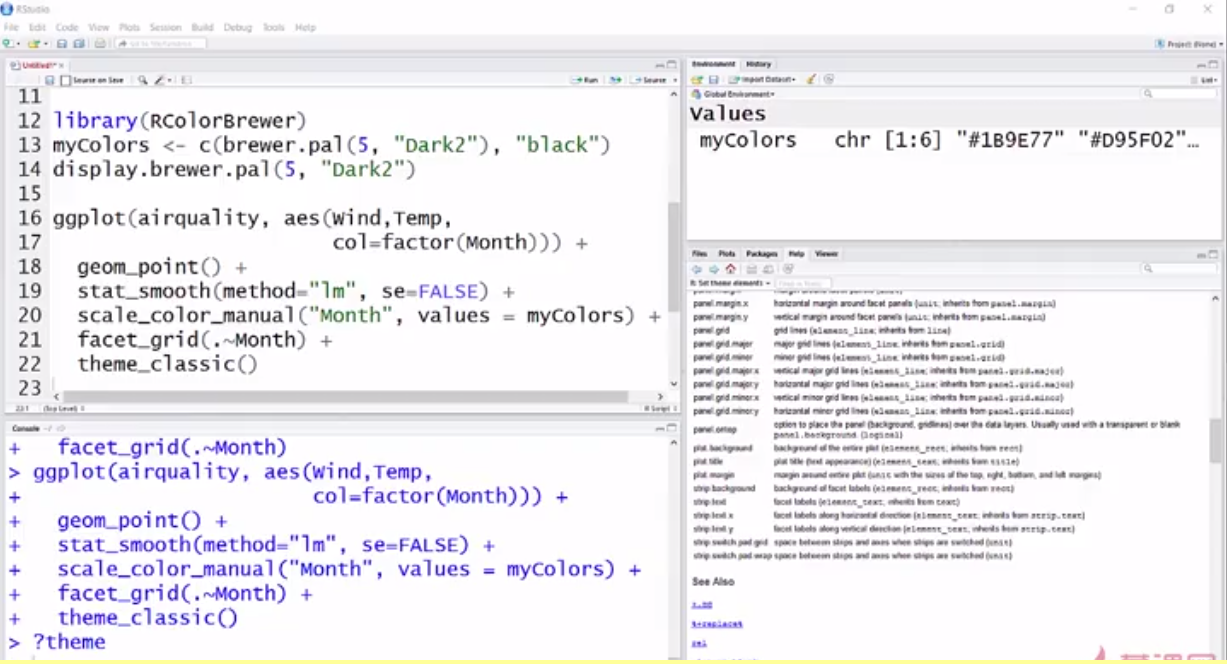 RStudio
File Edit Code View Plots Session Build Debug Tools Help
Go to file/function
Project: (None)
Untitled1*
Source on Save
Run
Source
11
12 library(RColorBrewer)
13 myColors <- c(brewer.pal(5, "Dark2"), "black")
14 display.brewer.pal(5, "Dark2")
15
16 ggplot(airquality, aes(Wind,Temp,
17 col=factor(Month))) +
18 geom_point() +
19 stat_smooth(method="lm", se=FALSE) +
20 scale_color_manual("Month", values = myColors) +
21 facet_grid(.~Month) +
22 theme_classic()
23
(Top Level)
R Script
Console ~/
+ facet_grid(.~Month)
> ggplot(airquality, aes(Wind,Temp,
+ col=factor(Month))) +
+ geom_point() +
+ stat_smooth(method="lm", se=FALSE) +
+ scale_color_manual("Month", values = myColors) +
+ facet_grid(.~Month) +
+ theme_classic()
> ?theme
Environment History
Import Dataset
List
Global Environment
Values
myColors chr [1:6] "#1B9E77" "#D95F02"…
Files Plots Packages Help Viewer
R: Set theme elements
panel.margin.x horizontal margin around facet panels (unit; inherits from panel.margin)
panel.margin.y vertical margin around facet panels (unit; inherits from panel.margin)
panel.grid grid lines (element_line; inherits from line)
panel.grid.major major grid lines (element_line; inherits from panel.grid)
panel.grid.minor minor grid lines (element_line; inherits from panel.grid)
panel.grid.major.x vertical major grid lines (element_line; inherits from panel.grid.major)
panel.grid.major.y horizontal major grid lines (element_line; inherits from panel.grid.major)
panel.grid.minor.x vertical minor grid lines (element_line; inherits from panel.grid.minor)
panel.grid.minor.y horizontal minor grid lines (element_line; inherits from panel.grid.minor)
panel.ontop option to place the panel (background, gridlines) over the data layers. Usually used with a transparent or blank
panel.background. (logical)
plot.background background of the entire plot (element_rect; inherits from rect)
plot.title plot title (text appearance) (element_text; inherits from title)
plot.margin margin around entire plot (unit with the sizes of the top, right, bottom, and left margins)
strip.background background of facet labels (element_rect; inherits from rect)
strip.text facet labels (element_text; inherits from text)
strip.text.x facet labels along horizontal direction (element_text; inherits from strip.text)
strip.text.y facet labels along vertical direction (element_text; inherits from strip.text)
strip.switch.pad.grid space between strips and axes when strips are switched (unit)
strip.switch.pad.wrap space between strips and axes when strips are switched (unit)
See Also
+.gg
%+replace%
rel